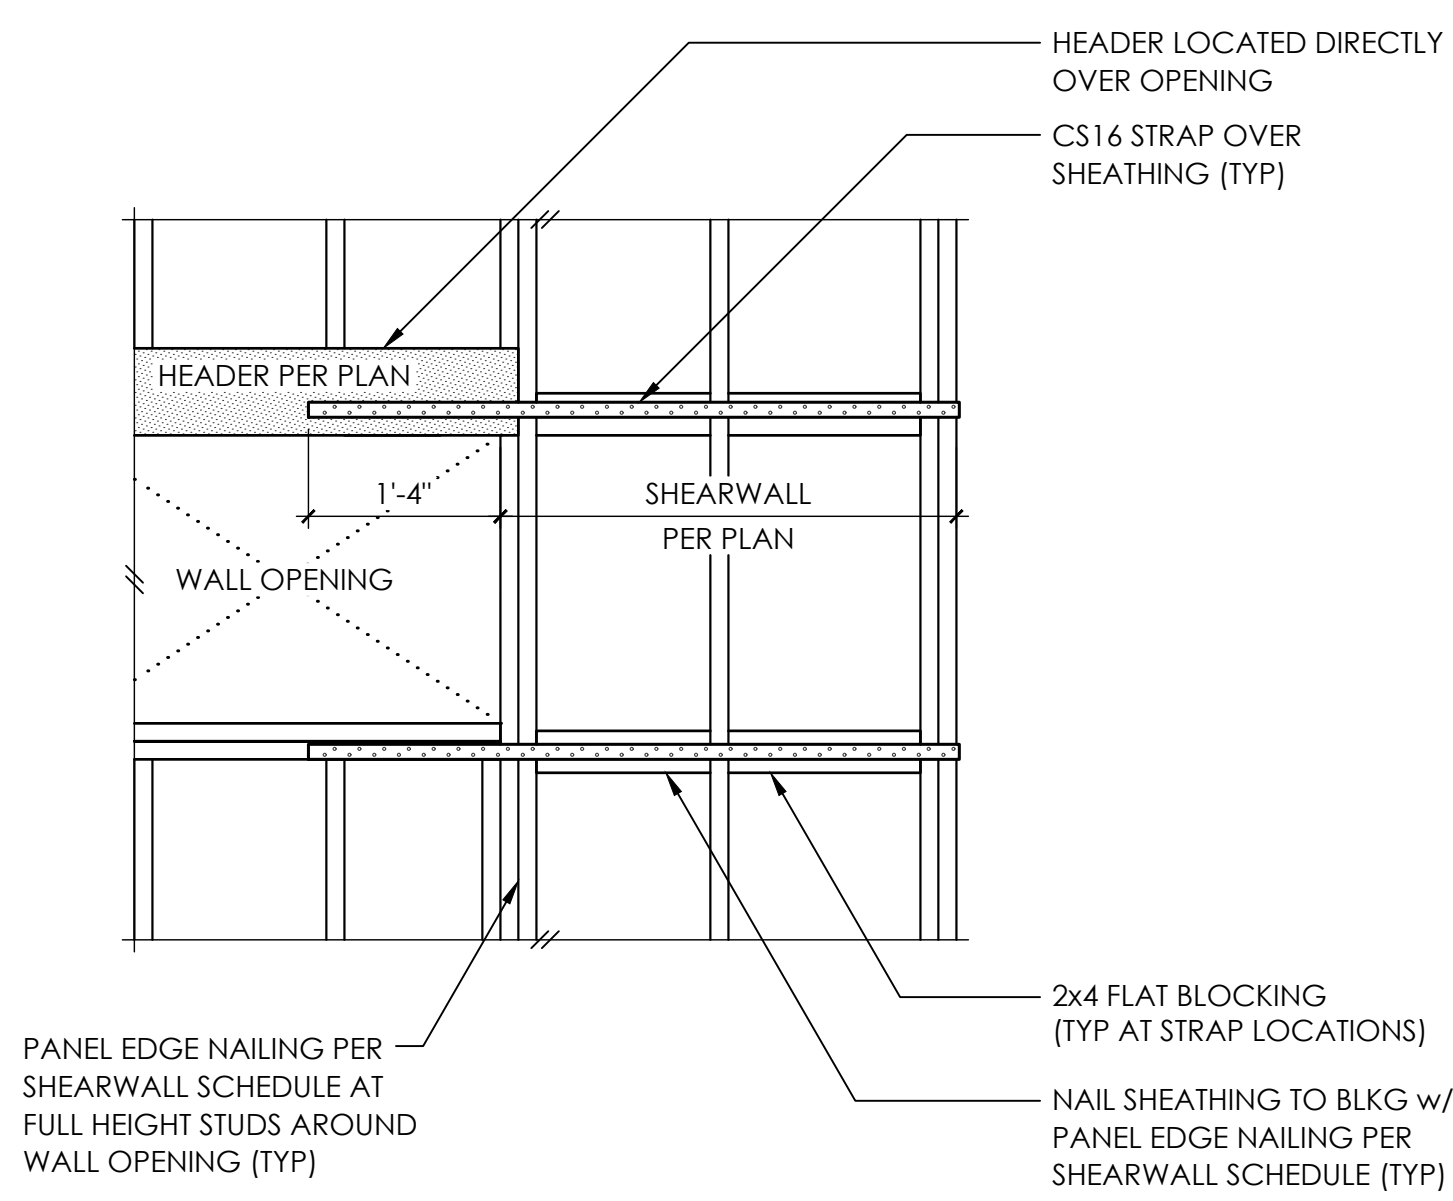 HEADER LOCATED DIRECTLY
OVER OPENING
CS16 STRAP OVER
SHEATHING (TYP)
HEADER PER PLAN
1'-4"
SHEARWALL
PER PLAN
WALL OPENING
2x4 FLAT BLOCKING
(TYP AT STRAP LOCATIONS)
PANEL EDGE NAILING PER
SHEARWALL SCHEDULE AT
FULL HEIGHT STUDS AROUND
WALL OPENING (TYP)
NAIL SHEATHING TO BLKG w/
PANEL EDGE NAILING PER
SHEARWALL SCHEDULE (TYP)